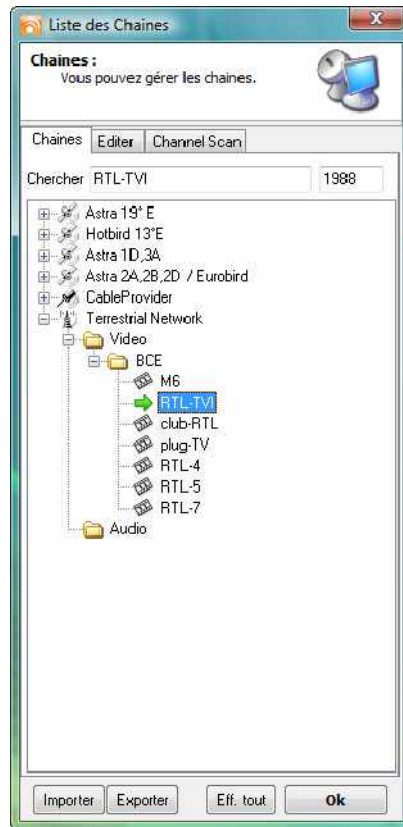 Liste des Chaines
Chaines :
Vous pouvez gérer les chaines.
Chaines Editer Channel Scan
Chercher RTL-TVI 1988
Astra 19° E
Hotbird 13°E
Astra 1D,3A
Astra 2A,2B,2D / Eurobird
CableProvider
Terrestrial Network
Video
BCE
M6
RTL-TVI
club-RTL
plug-TV
RTL-4
RTL-5
RTL-7
Audio
Importer Exporter Eff. tout Ok